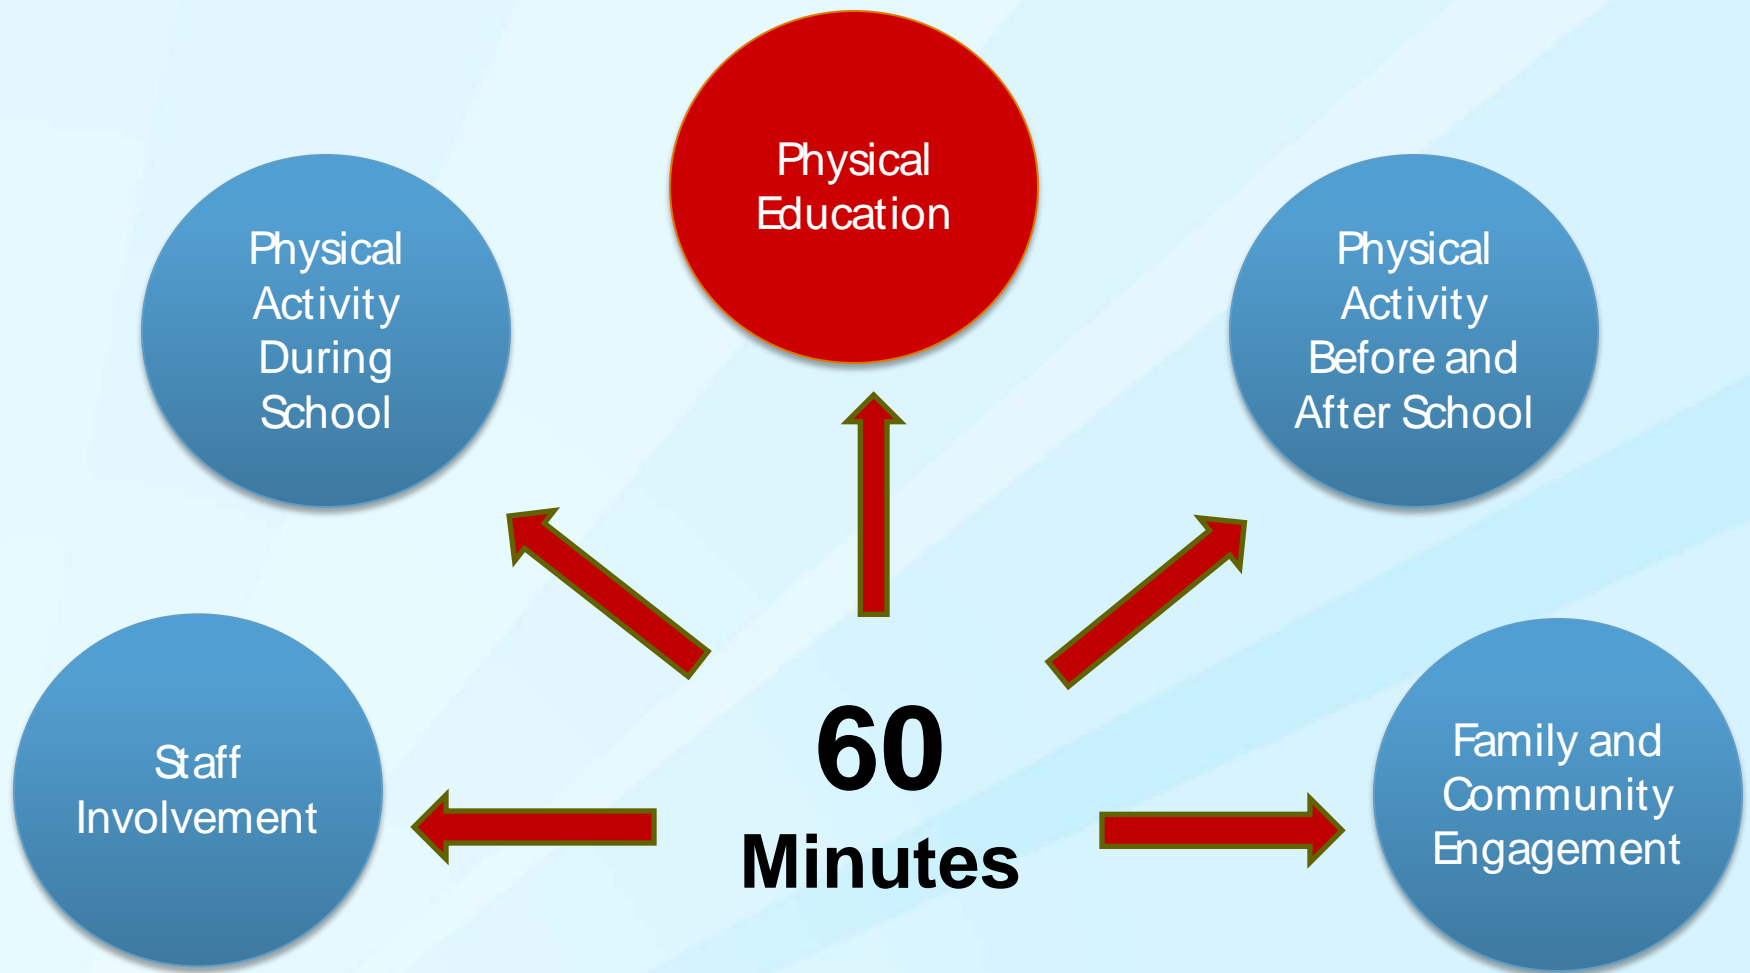 Physical
Education
Physical
Activity
During
School
Physical
Activity
Before and
After School
Staff
Involvement
60
Minutes
Family and
Community
Engagement